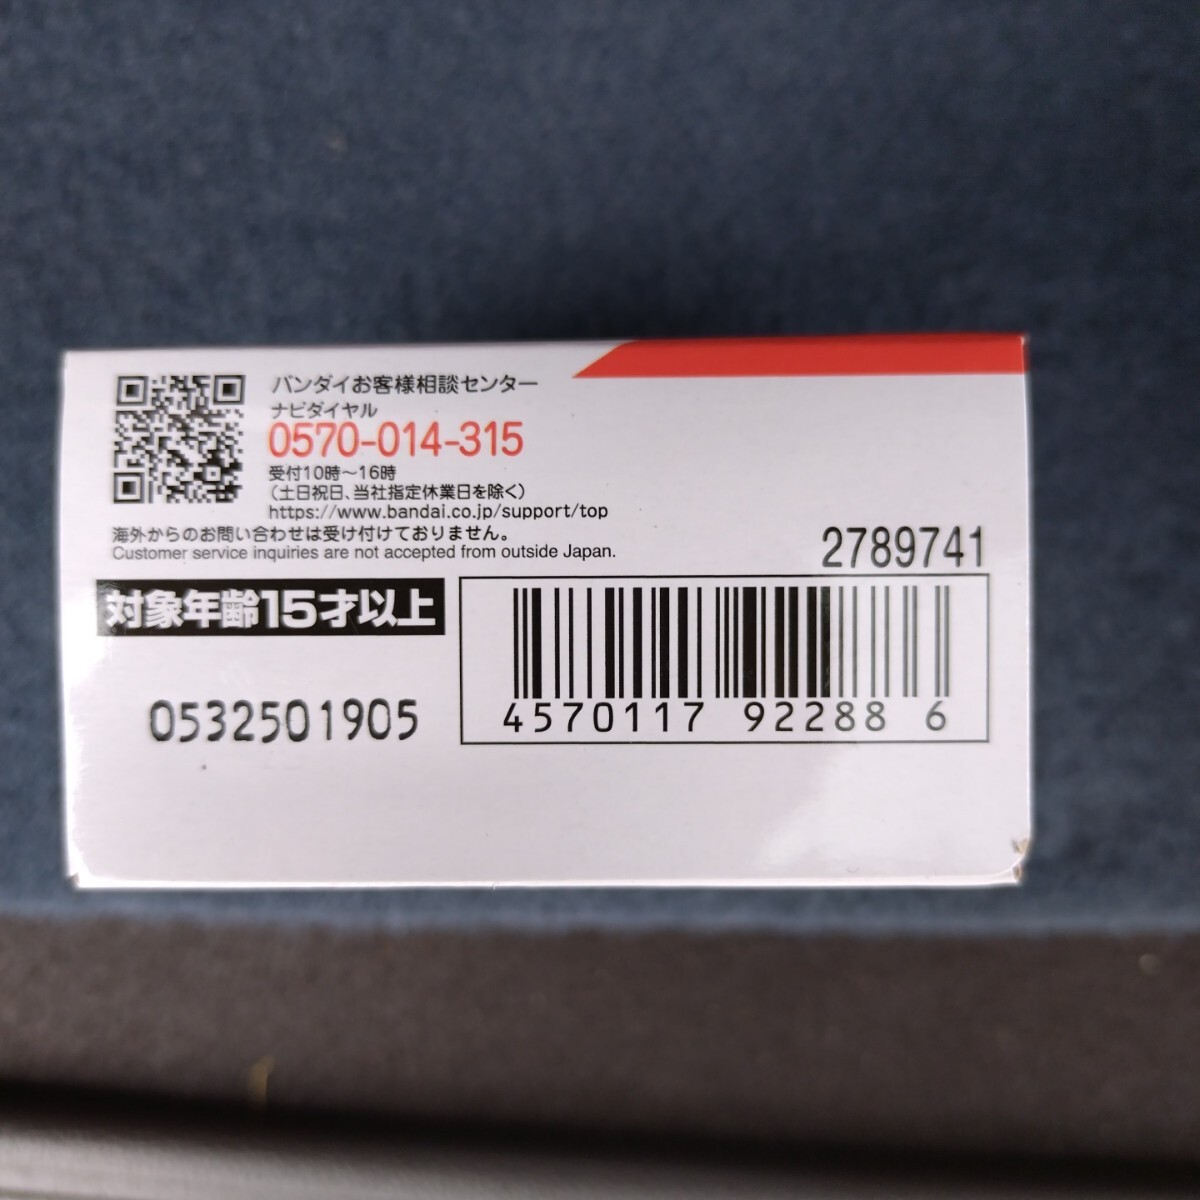 バンダイお客様相談センター
ナビダイヤル
0570-014-315
受付10時～16時
(土日祝日、当社指定休業日を除く)
https://www.bandai.co.jp/support/top
海外からのお問い合わせは受け付けておりません。
Customer service inquiries are not accepted from outside Japan.
2789741
対象年齢15才以上
0532501905
4570117 92288 6